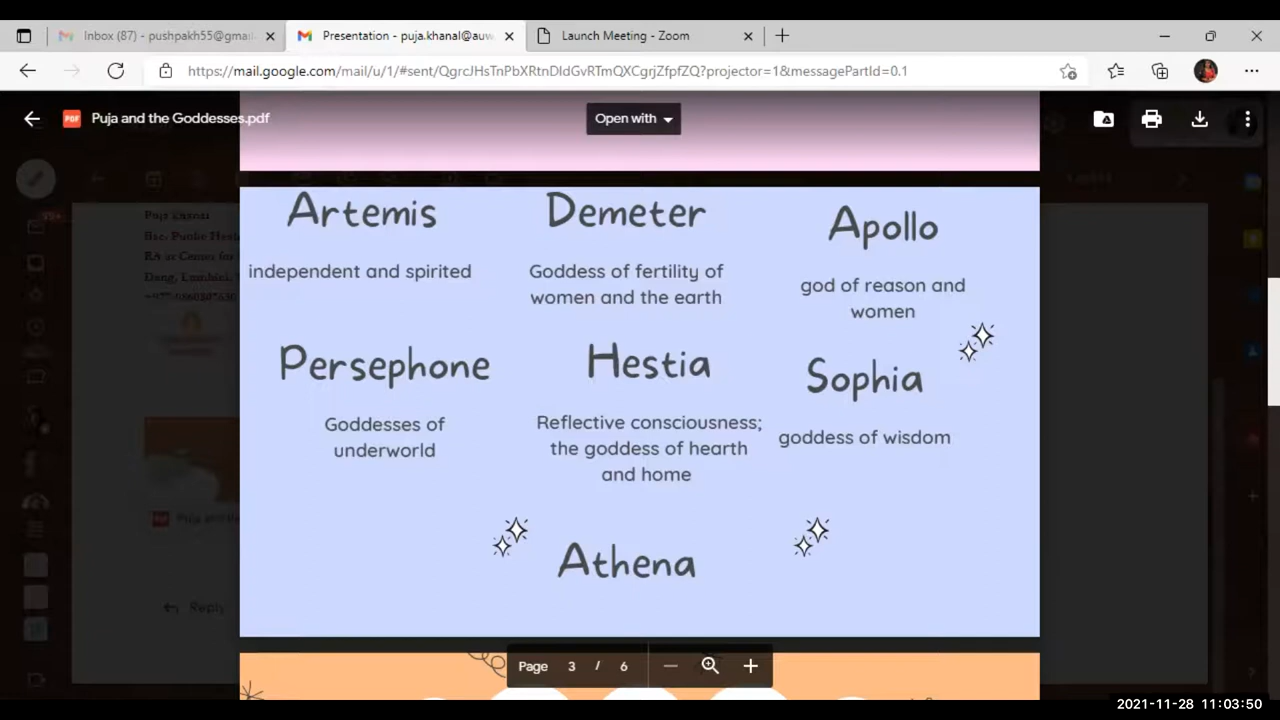 Inbox (87) - pushpakh55@gmai
Presentation - puja.khanal@auw
Launch Meeting - Zoom
https://mail.google.com/mail/u/1/#sent/QgrcJHsTnPbXRtnDIdGvRTmQXCgrjZfpfZQ?projector=1&messagePartId=0.1
PDF
Puja and the Goddesses.pdf
Open with
Artemis
Demeter
Apollo
independent and spirited
Goddess of fertility of
women and the earth
god of reason and
women
Persephone
Hestia
Sophia
Goddesses of
underworld
Reflective consciousness;
the goddess of hearth
and home
goddess of wisdom
Athena
Reply
Page 3 / 6
2021-11-28 11:03:50